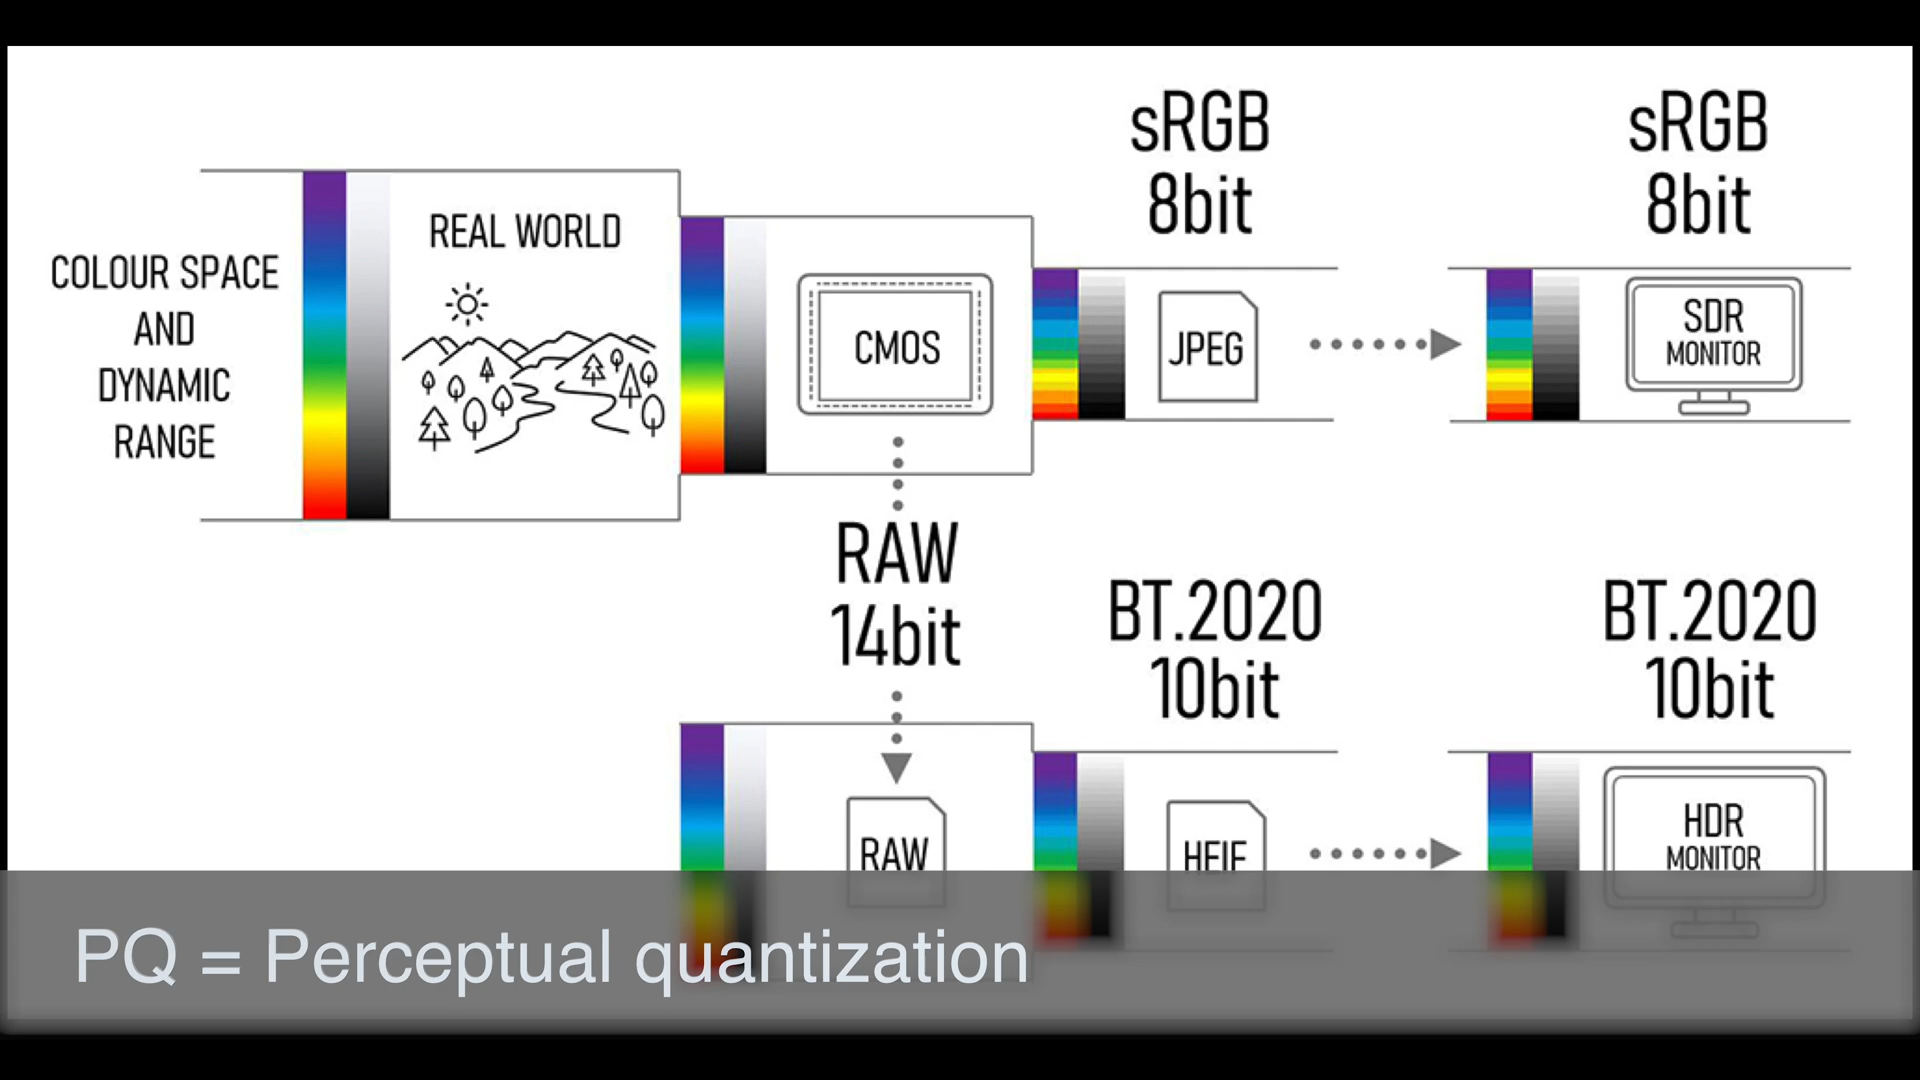 COLOUR SPACE
AND
DYNAMIC
RANGE
REAL WORLD
CMOS
sRGB
8bit
JPEG
sRGB
8bit
SDR
MONITOR
RAW
14bit
RAW
BT.2020
10bit
HEIF
BT.2020
10bit
HDR
MONITOR
PQ = Perceptual quantization